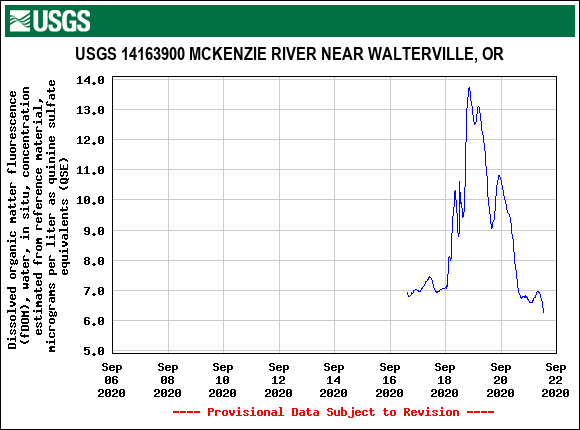 USGS
USGS 14163900 MCKENZIE RIVER NEAR WALTERVILLE, OR
Dissolved organic matter fluorescence
(fDOM), water, in situ, concentration
estimated from reference material,
micrograms per liter as quinine sulfate
equivalents (QSE)
14.0
13.0
12.0
11.0
10.0
9.0
8.0
7.0
6.0
5.0
Sep Sep Sep Sep Sep Sep Sep Sep Sep
06 08 10 12 14 16 18 20 22
2020 2020 2020 2020 2020 2020 2020 2020 2020
---- Provisional Data Subject to Revision ----